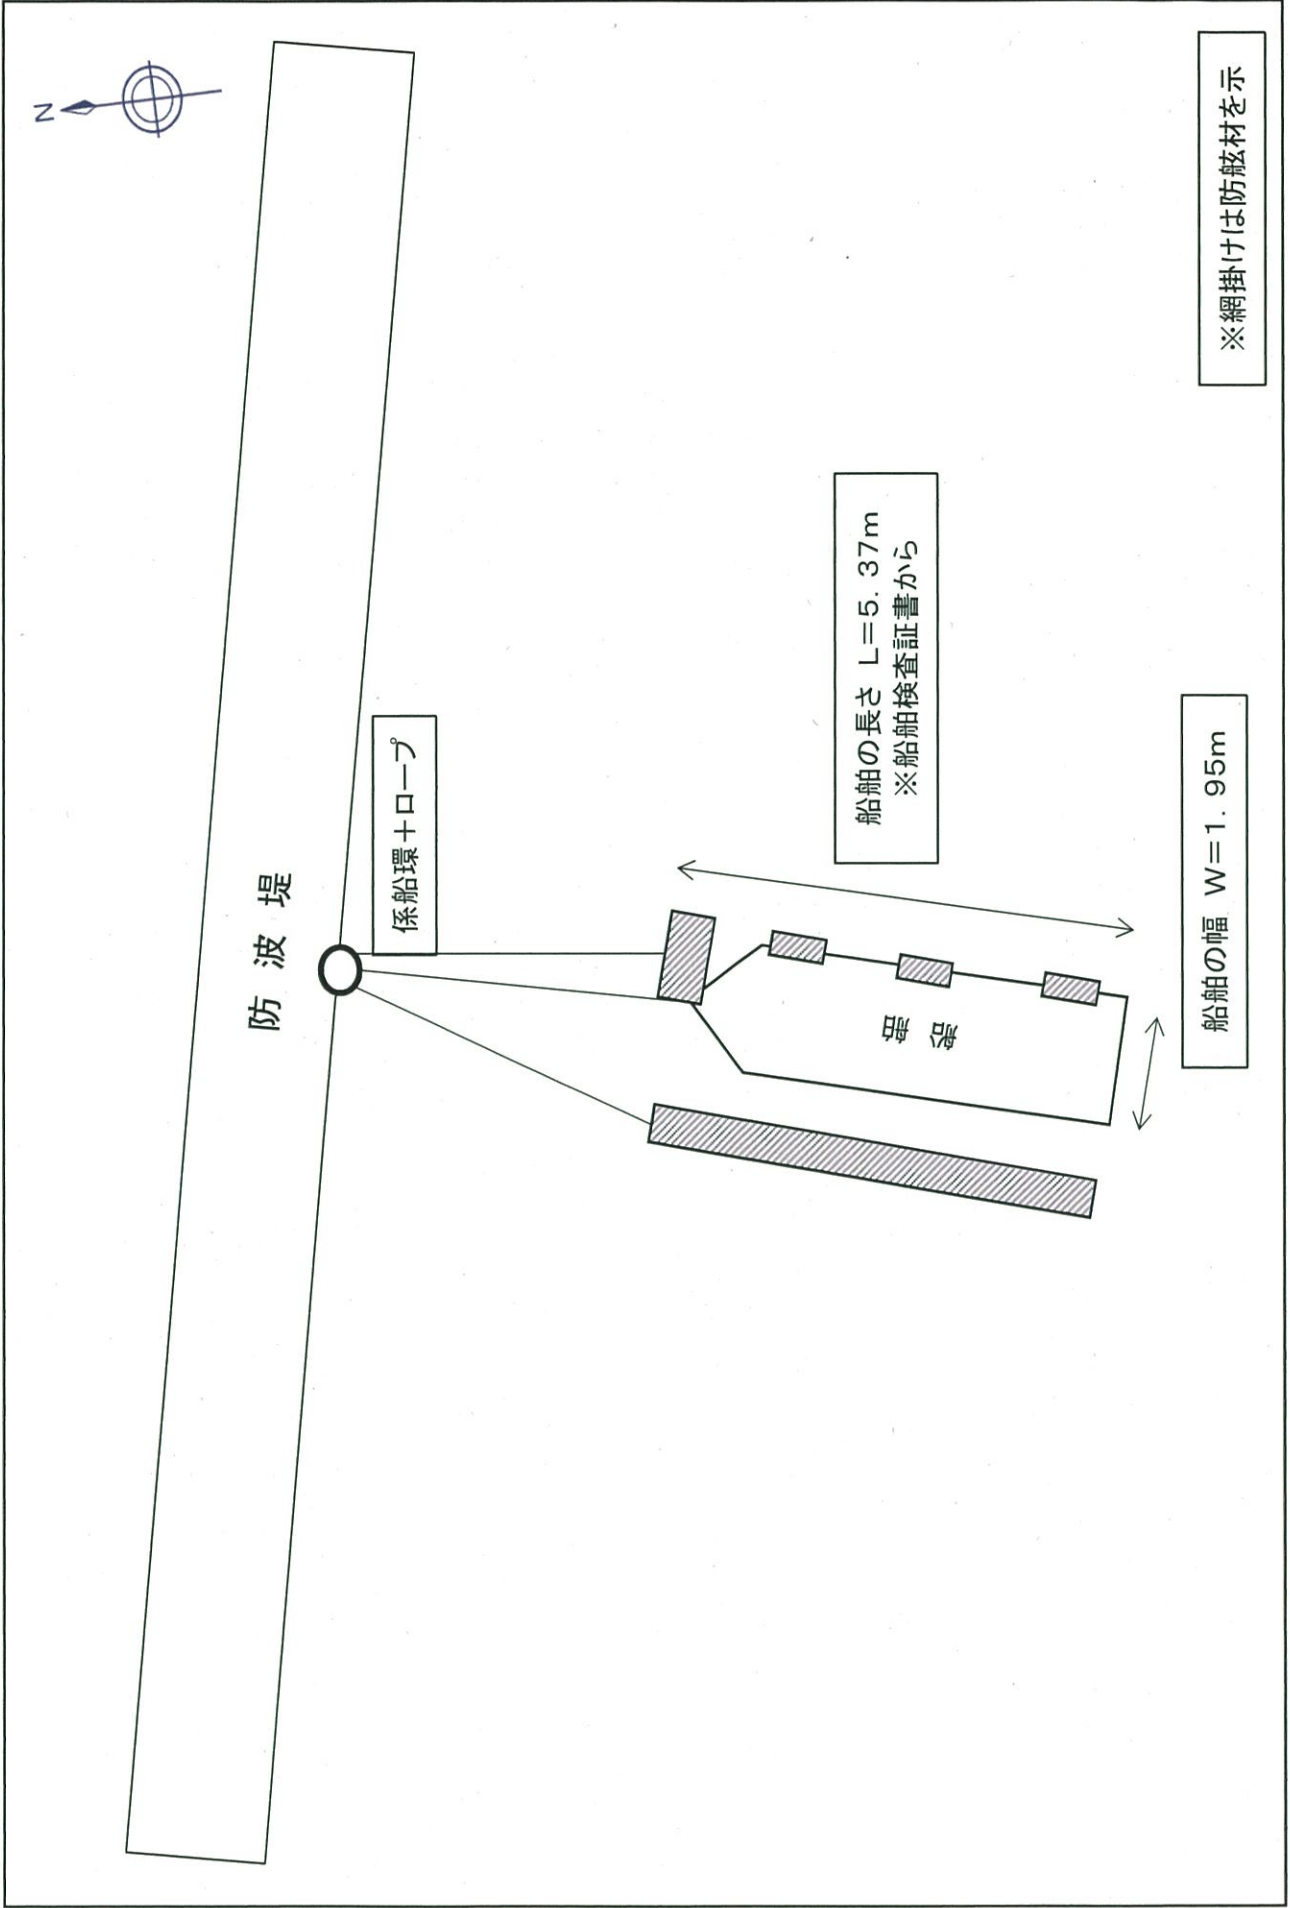 N
防波堤
係船環＋ロープ
船舶の長さ L＝5．37m
※船舶検査証書から
船舶の幅 W＝1．95m
※網掛けは防舷材を示